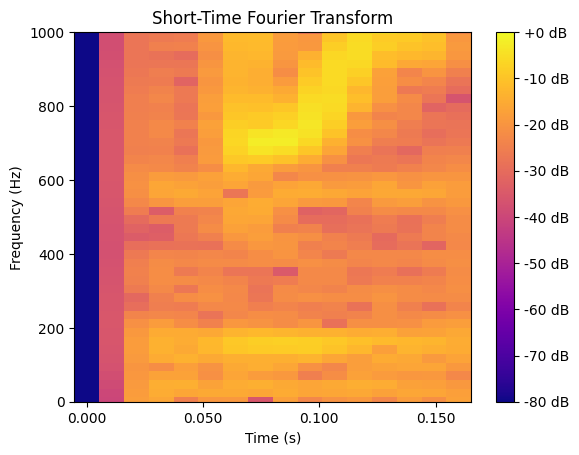 Short-Time Fourier Transform
1000
800
600
400
200
0
Frequency (Hz)
0.000
0.050
0.100
0.150
Time (s)
+0 dB
-10 dB
-20 dB
-30 dB
-40 dB
-50 dB
-60 dB
-70 dB
-80 dB